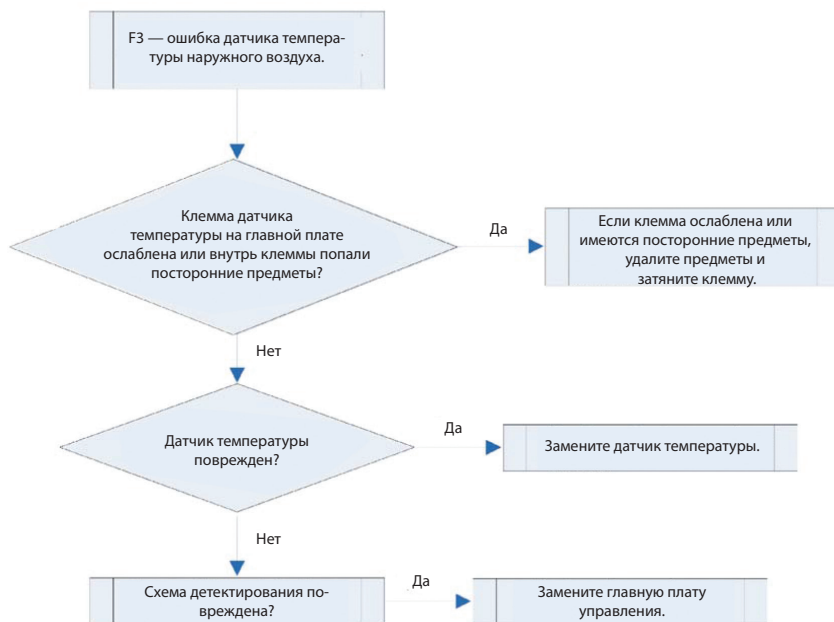 F3 — ошибка датчика темпера-
туры наружного воздуха.
Клемма датчика
температуры на главной плате
ослаблена или внутрь клеммы попали
посторонние предметы?
Да
Если клемма ослаблена или
имеются посторонние предметы,
удалите предметы и
затяните клемму.
Нет
Датчик температуры
поврежден?
Да
Замените датчик температуры.
Нет
Схема детектирования по-
вреждена?
Да
Замените главную плату
управления.